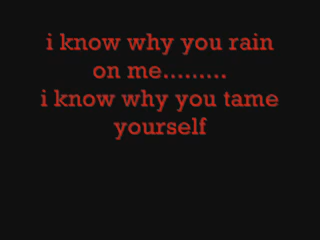 i know why you rain
on me.........
i know why you tame
yourself